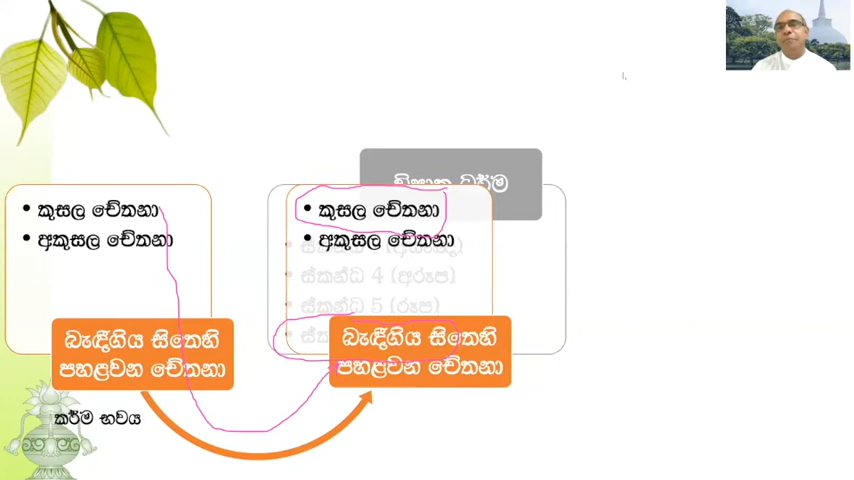 විපාක ධර්ම
• කුසල චේතනා
• අකුසල චේතනා
බැඳීගිය සිතෙහි
පහළවන චේතනා
කර්ම භවය
• කුසල චේතනා
• අකුසල චේතනා
• ස්කන්ධ 4 (අරූප)
• ස්කන්ධ 5 (රූප)
බැඳීගිය සිතෙහි
පහළවන චේතනා